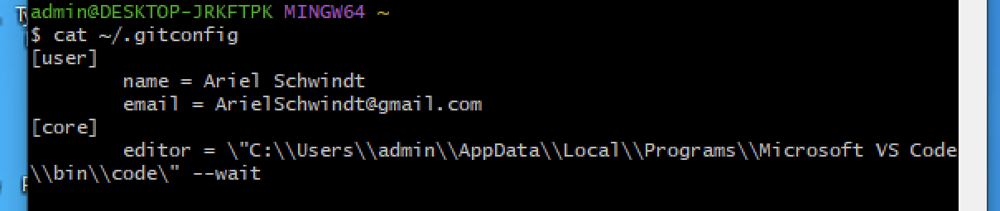 admin@DESKTOP-JRKFTPK MINGW64 ~
$ cat ~/.gitconfig
[user]
        name = Ariel Schwindt
        email = ArielSchwindt@gmail.com
[core]
        editor = \"C:\\Users\\admin\\AppData\\Local\\Programs\\Microsoft VS Code
\\bin\\code\" --wait